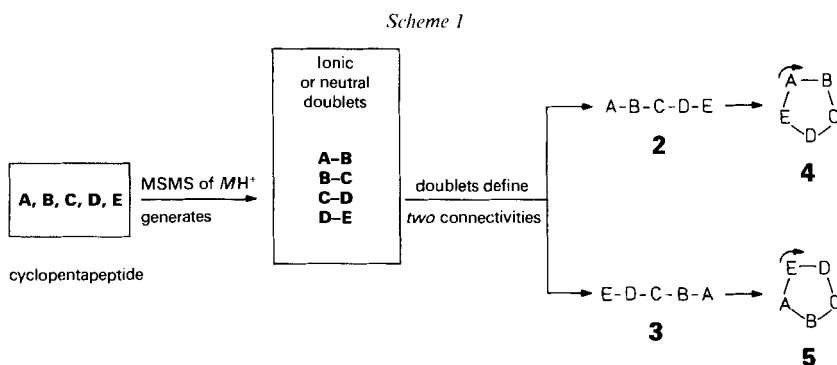 Scheme 1
Ionic
or neutral
doublets
A–B
B–C
C–D
D–E
A, B, C, D, E
cyclopentapeptide
MSMS of MH+
generates
doublets define
two connectivities
A-B-C-D-E
2
A B
E C
D
4
E-D-C-B-A
3
E D
A C
B
5